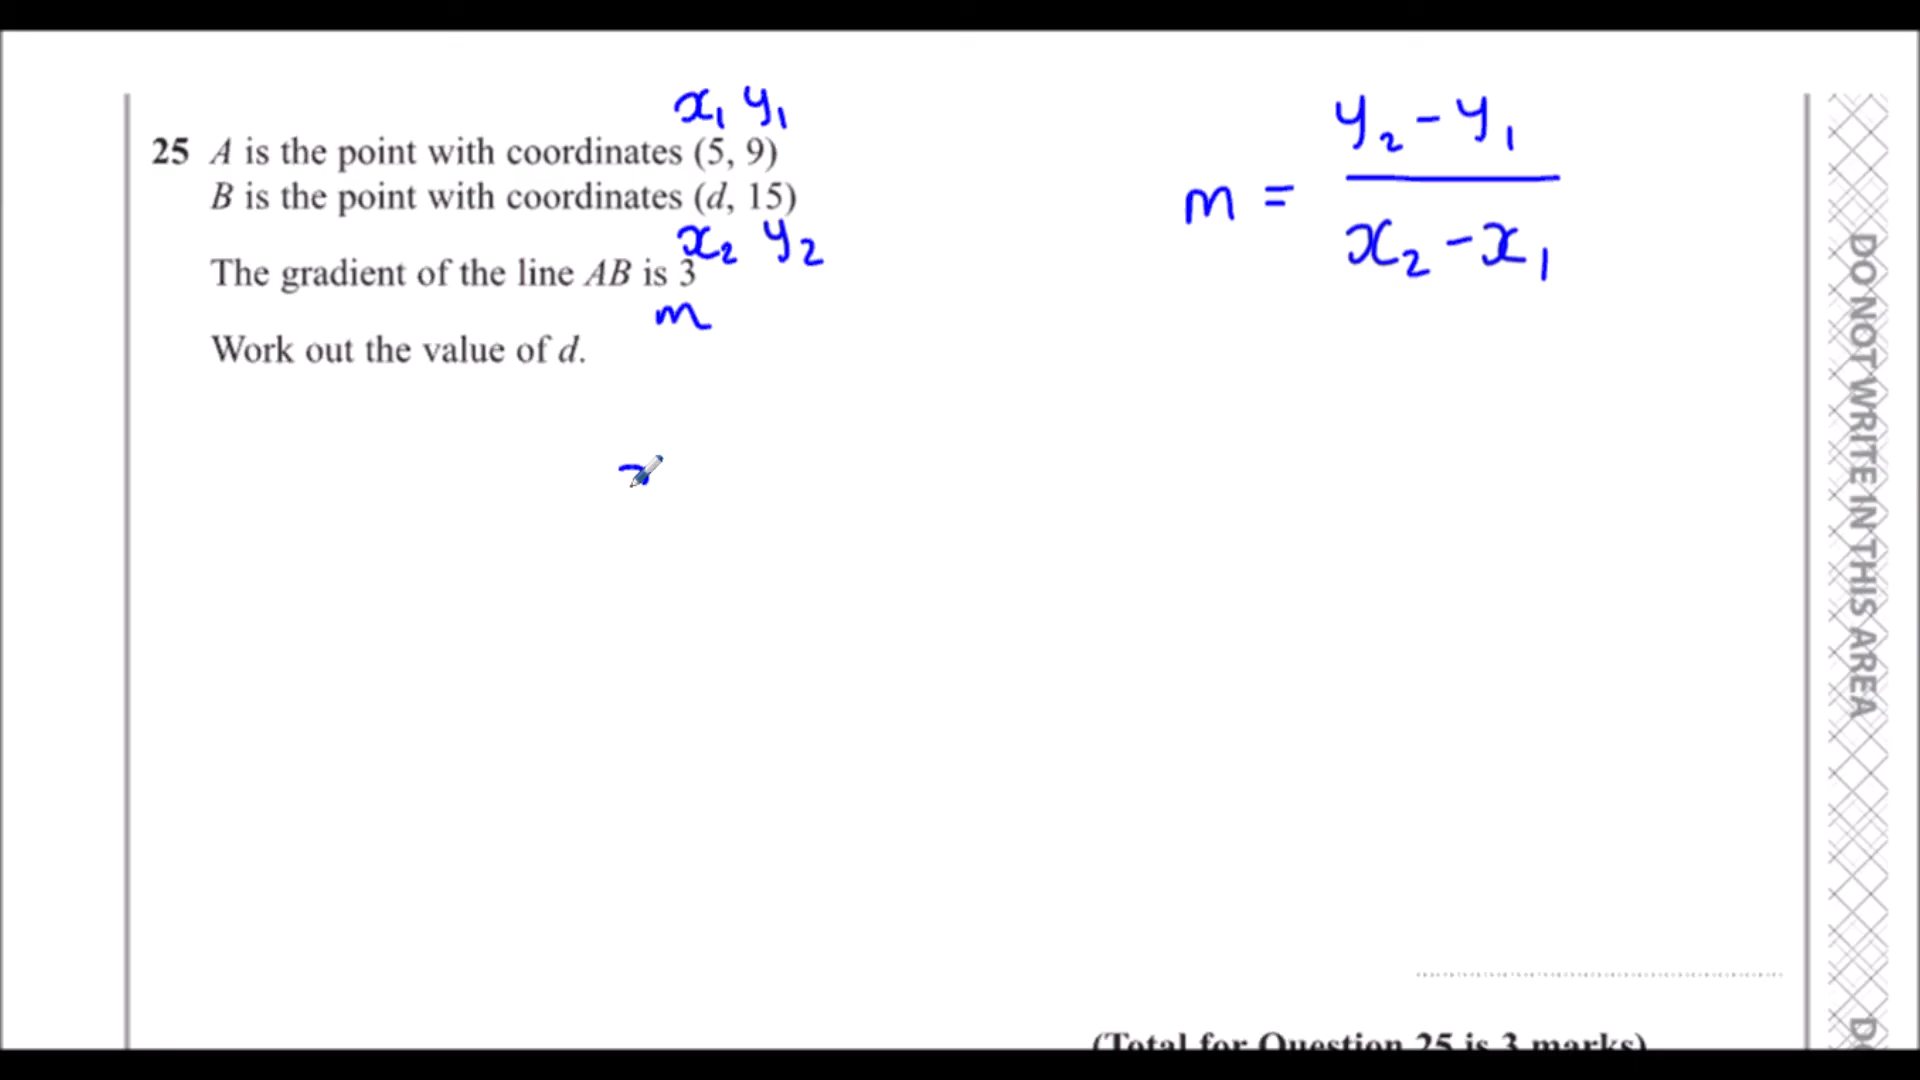 x₁ y₁
25 A is the point with coordinates (5, 9)
B is the point with coordinates (d, 15)
x₂ y₂
The gradient of the line AB is 3
m
Work out the value of d.
y₂ - y₁
m =
x₂ - x₁
(Total for Question 25 is 3 marks)
DO NOT WRITE IN THIS AREA